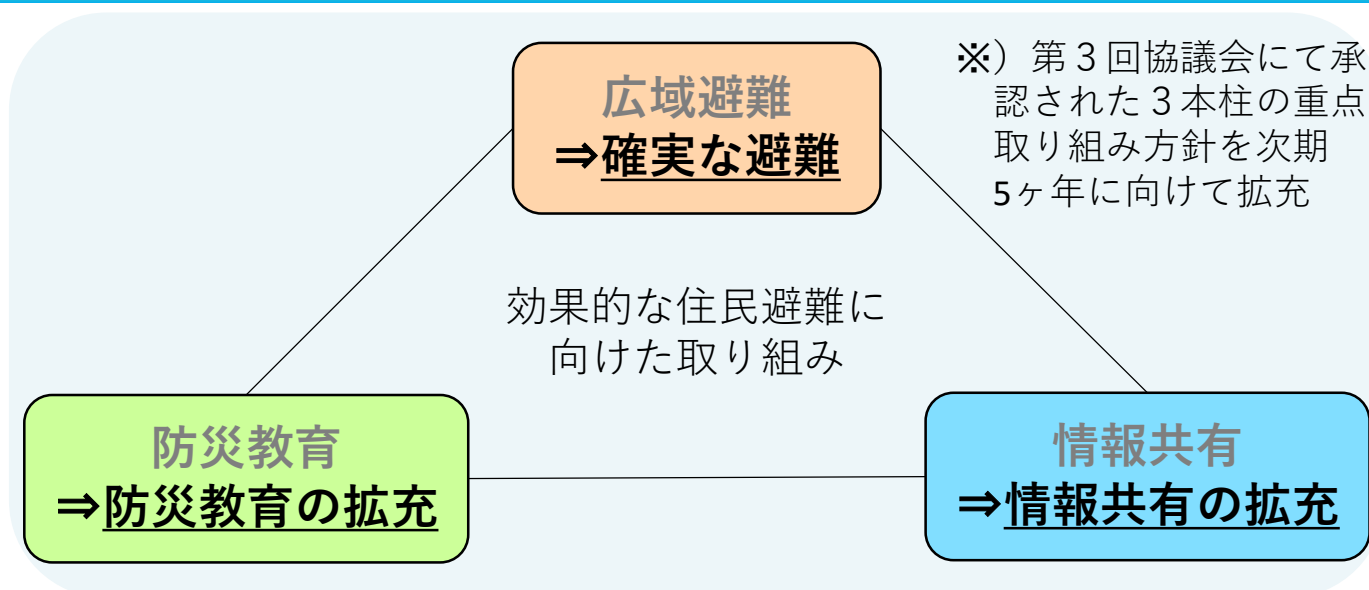 広域避難
⇒確実な避難
※）第３回協議会にて承
認された３本柱の重点
取り組み方針を次期
5ヶ年に向けて拡充
効果的な住民避難に
向けた取り組み
防災教育
⇒防災教育の拡充
情報共有
⇒情報共有の拡充